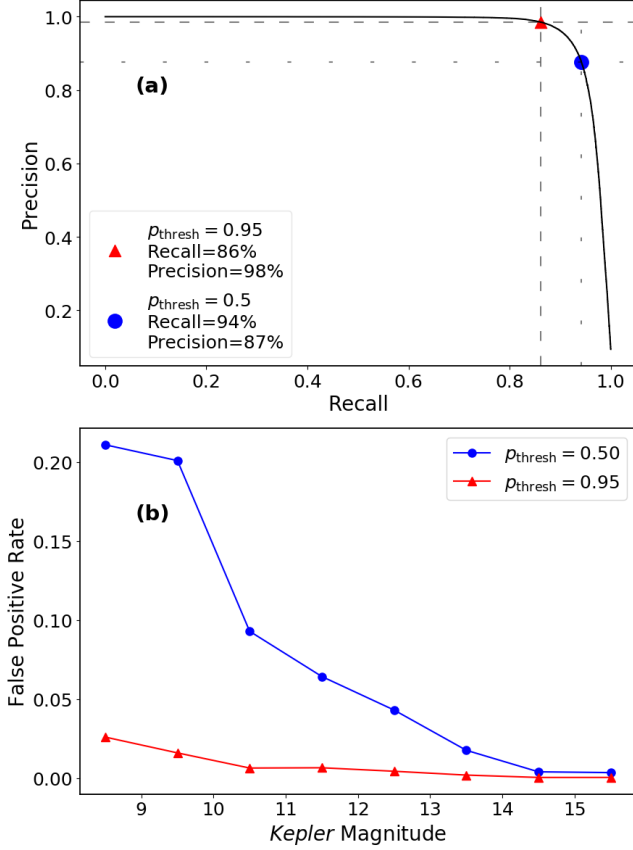 1.0
0.8
0.6
0.4
0.2
Precision
(a)
p_thresh = 0.95
Recall=86%
Precision=98%
p_thresh = 0.5
Recall=94%
Precision=87%
0.0 0.2 0.4 0.6 0.8 1.0
Recall
0.20
0.15
0.10
0.05
0.00
False Positive Rate
(b)
p_thresh = 0.50
p_thresh = 0.95
9 10 11 12 13 14 15
Kepler Magnitude